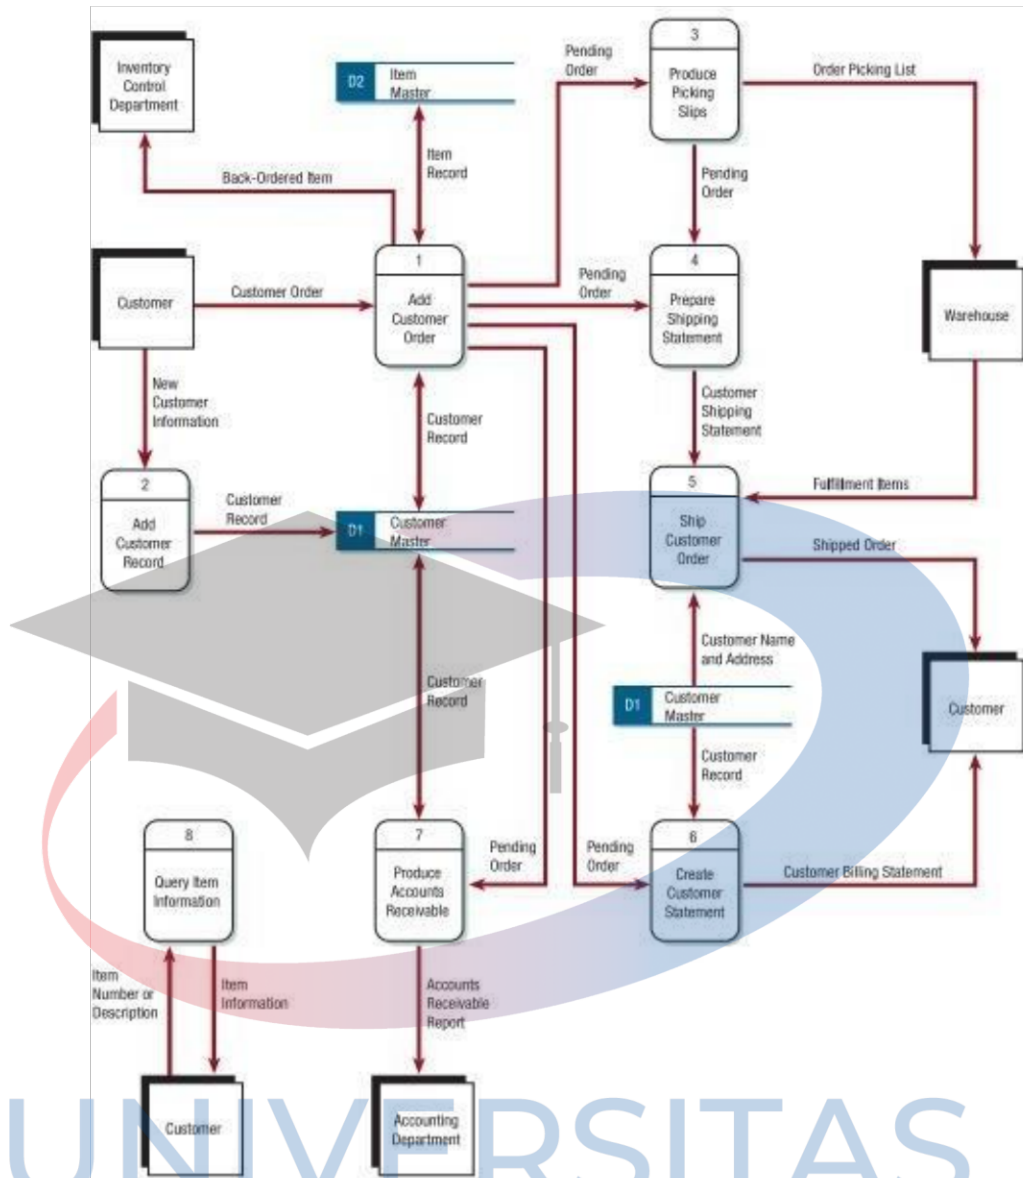 Inventory
Control
Department
D2
Item
Master
Pending
Order
3
Produce
Picking
Slips
Order Picking List
Back-Ordered Item
Item
Record
Pending
Order
Customer
Customer Order
1
Add
Customer
Order
Pending
Order
4
Prepare
Shipping
Statement
Warehouse
New
Customer
Information
Customer
Record
Customer
Shipping
Statement
2
Add
Customer
Record
Customer
Record
D1
Customer
Master
5
Ship
Customer
Order
Fulfillment Items
Shipped Order
Customer
Record
Customer Name
and Address
D1
Customer
Master
Customer
Customer
Record
8
Query Item
Information
7
Produce
Accounts
Receivable
Pending
Order
Pending
Order
6
Create
Customer
Statement
Customer Billing Statement
Item
Number or
Description
Item
Information
Accounts
Receivable
Report
Customer
Accounting
Department
UNIVERSITAS